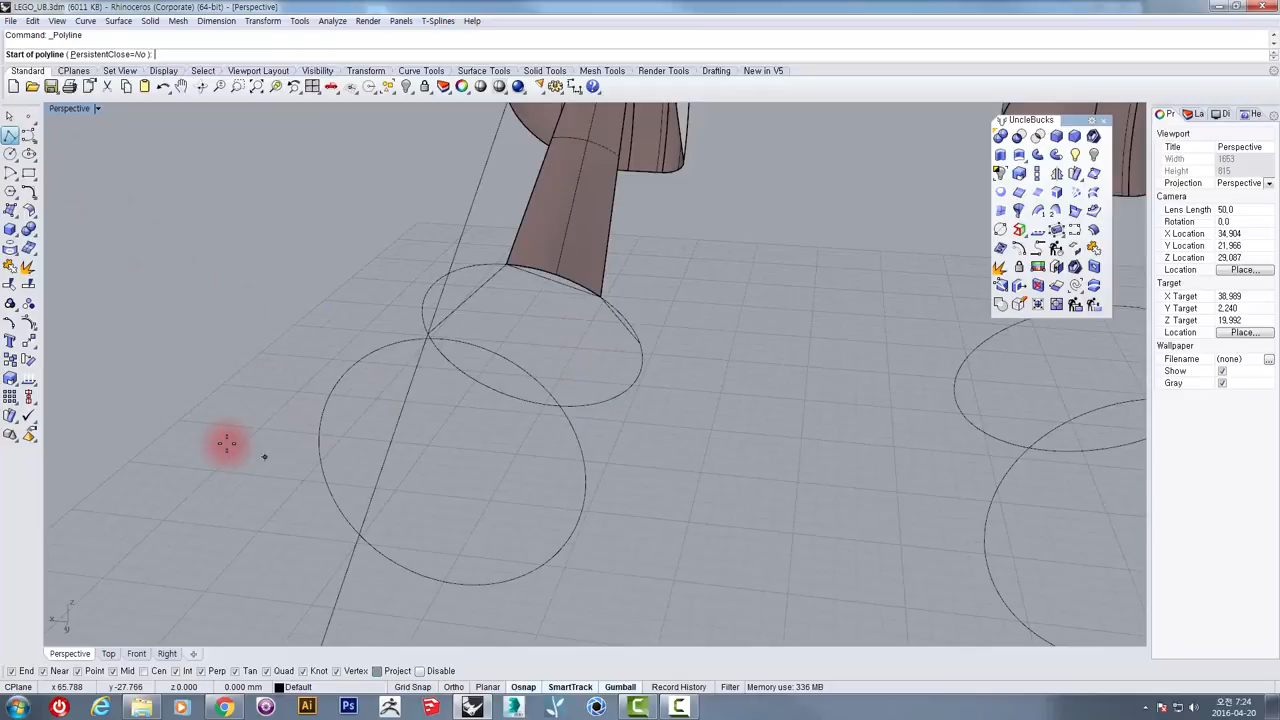 LEGO_UB.3dm (6011 KB) - Rhinoceros (Corporate) (64-bit) - [Perspective]
File Edit View Curve Surface Solid Mesh Dimension Transform Tools Analyze Render Panels T-Splines Help
Command: _Polyline
Start of polyline ( PersistentClose=No ):
Standard CPlanes Set View Display Select Viewport Layout Visibility Transform Curve Tools Surface Tools Solid Tools Mesh Tools Render Tools Drafting New in V5
Perspective
UncleBucks
Pr La Di He
Viewport
Title Perspective
Width 1653
Height 815
Projection Perspective
Camera
Lens Length 50,0
Rotation 0,0
X Location 34,904
Y Location 21,966
Z Location 29,087
Location Place...
Target
X Target 38,989
Y Target 2,240
Z Target 19,992
Location Place...
Wallpaper
Filename (none) ...
Show
Gray
z
x
y
Perspective Top Front Right
End Near Point Mid Cen Int Perp Tan Quad Knot Vertex Project Disable
CPlane x 65.788 y -27.766 z 0.000 0.000 mm Default Grid Snap Ortho Planar Osnap SmartTrack Gumball Record History Filter Memory use: 336 MB
Ai Ps
오전 7:24
2016-04-20